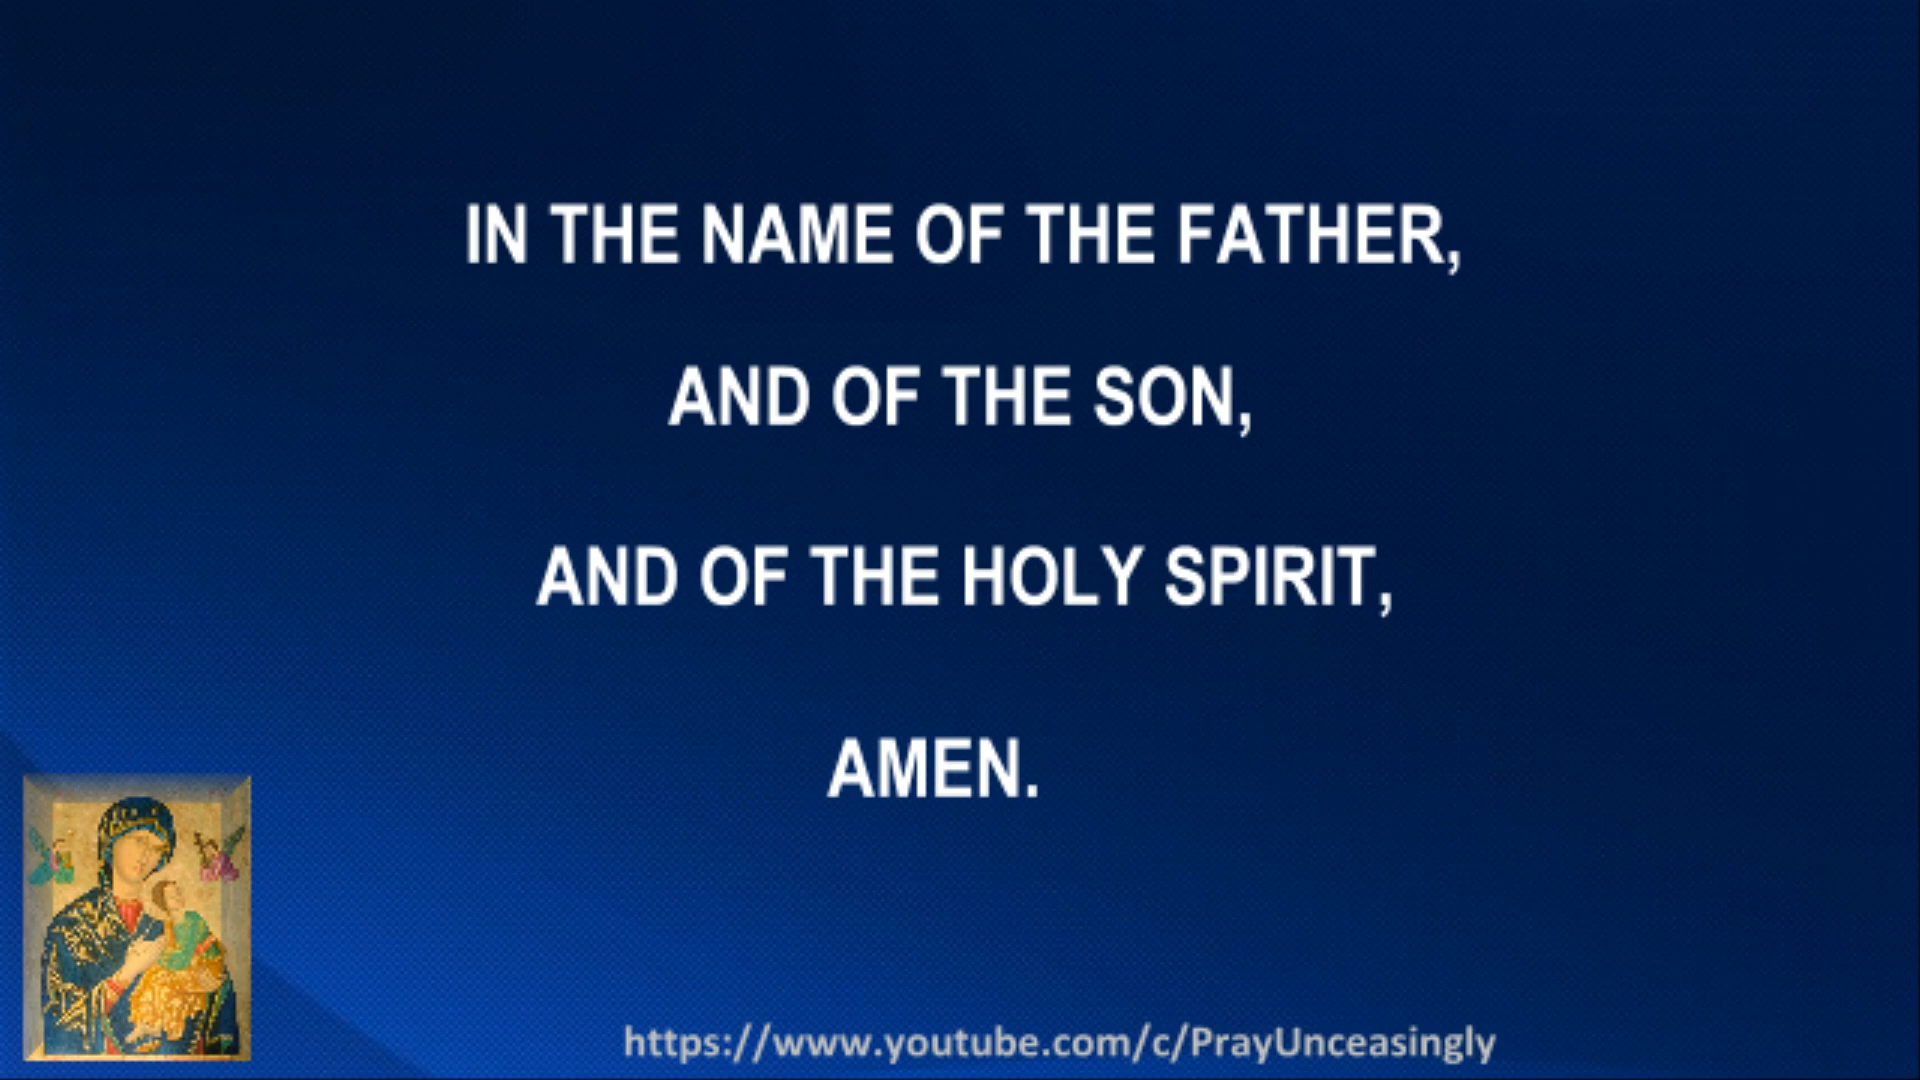 IN THE NAME OF THE FATHER,
AND OF THE SON,
AND OF THE HOLY SPIRIT,
AMEN.
https://www.youtube.com/c/PrayUnceasingly